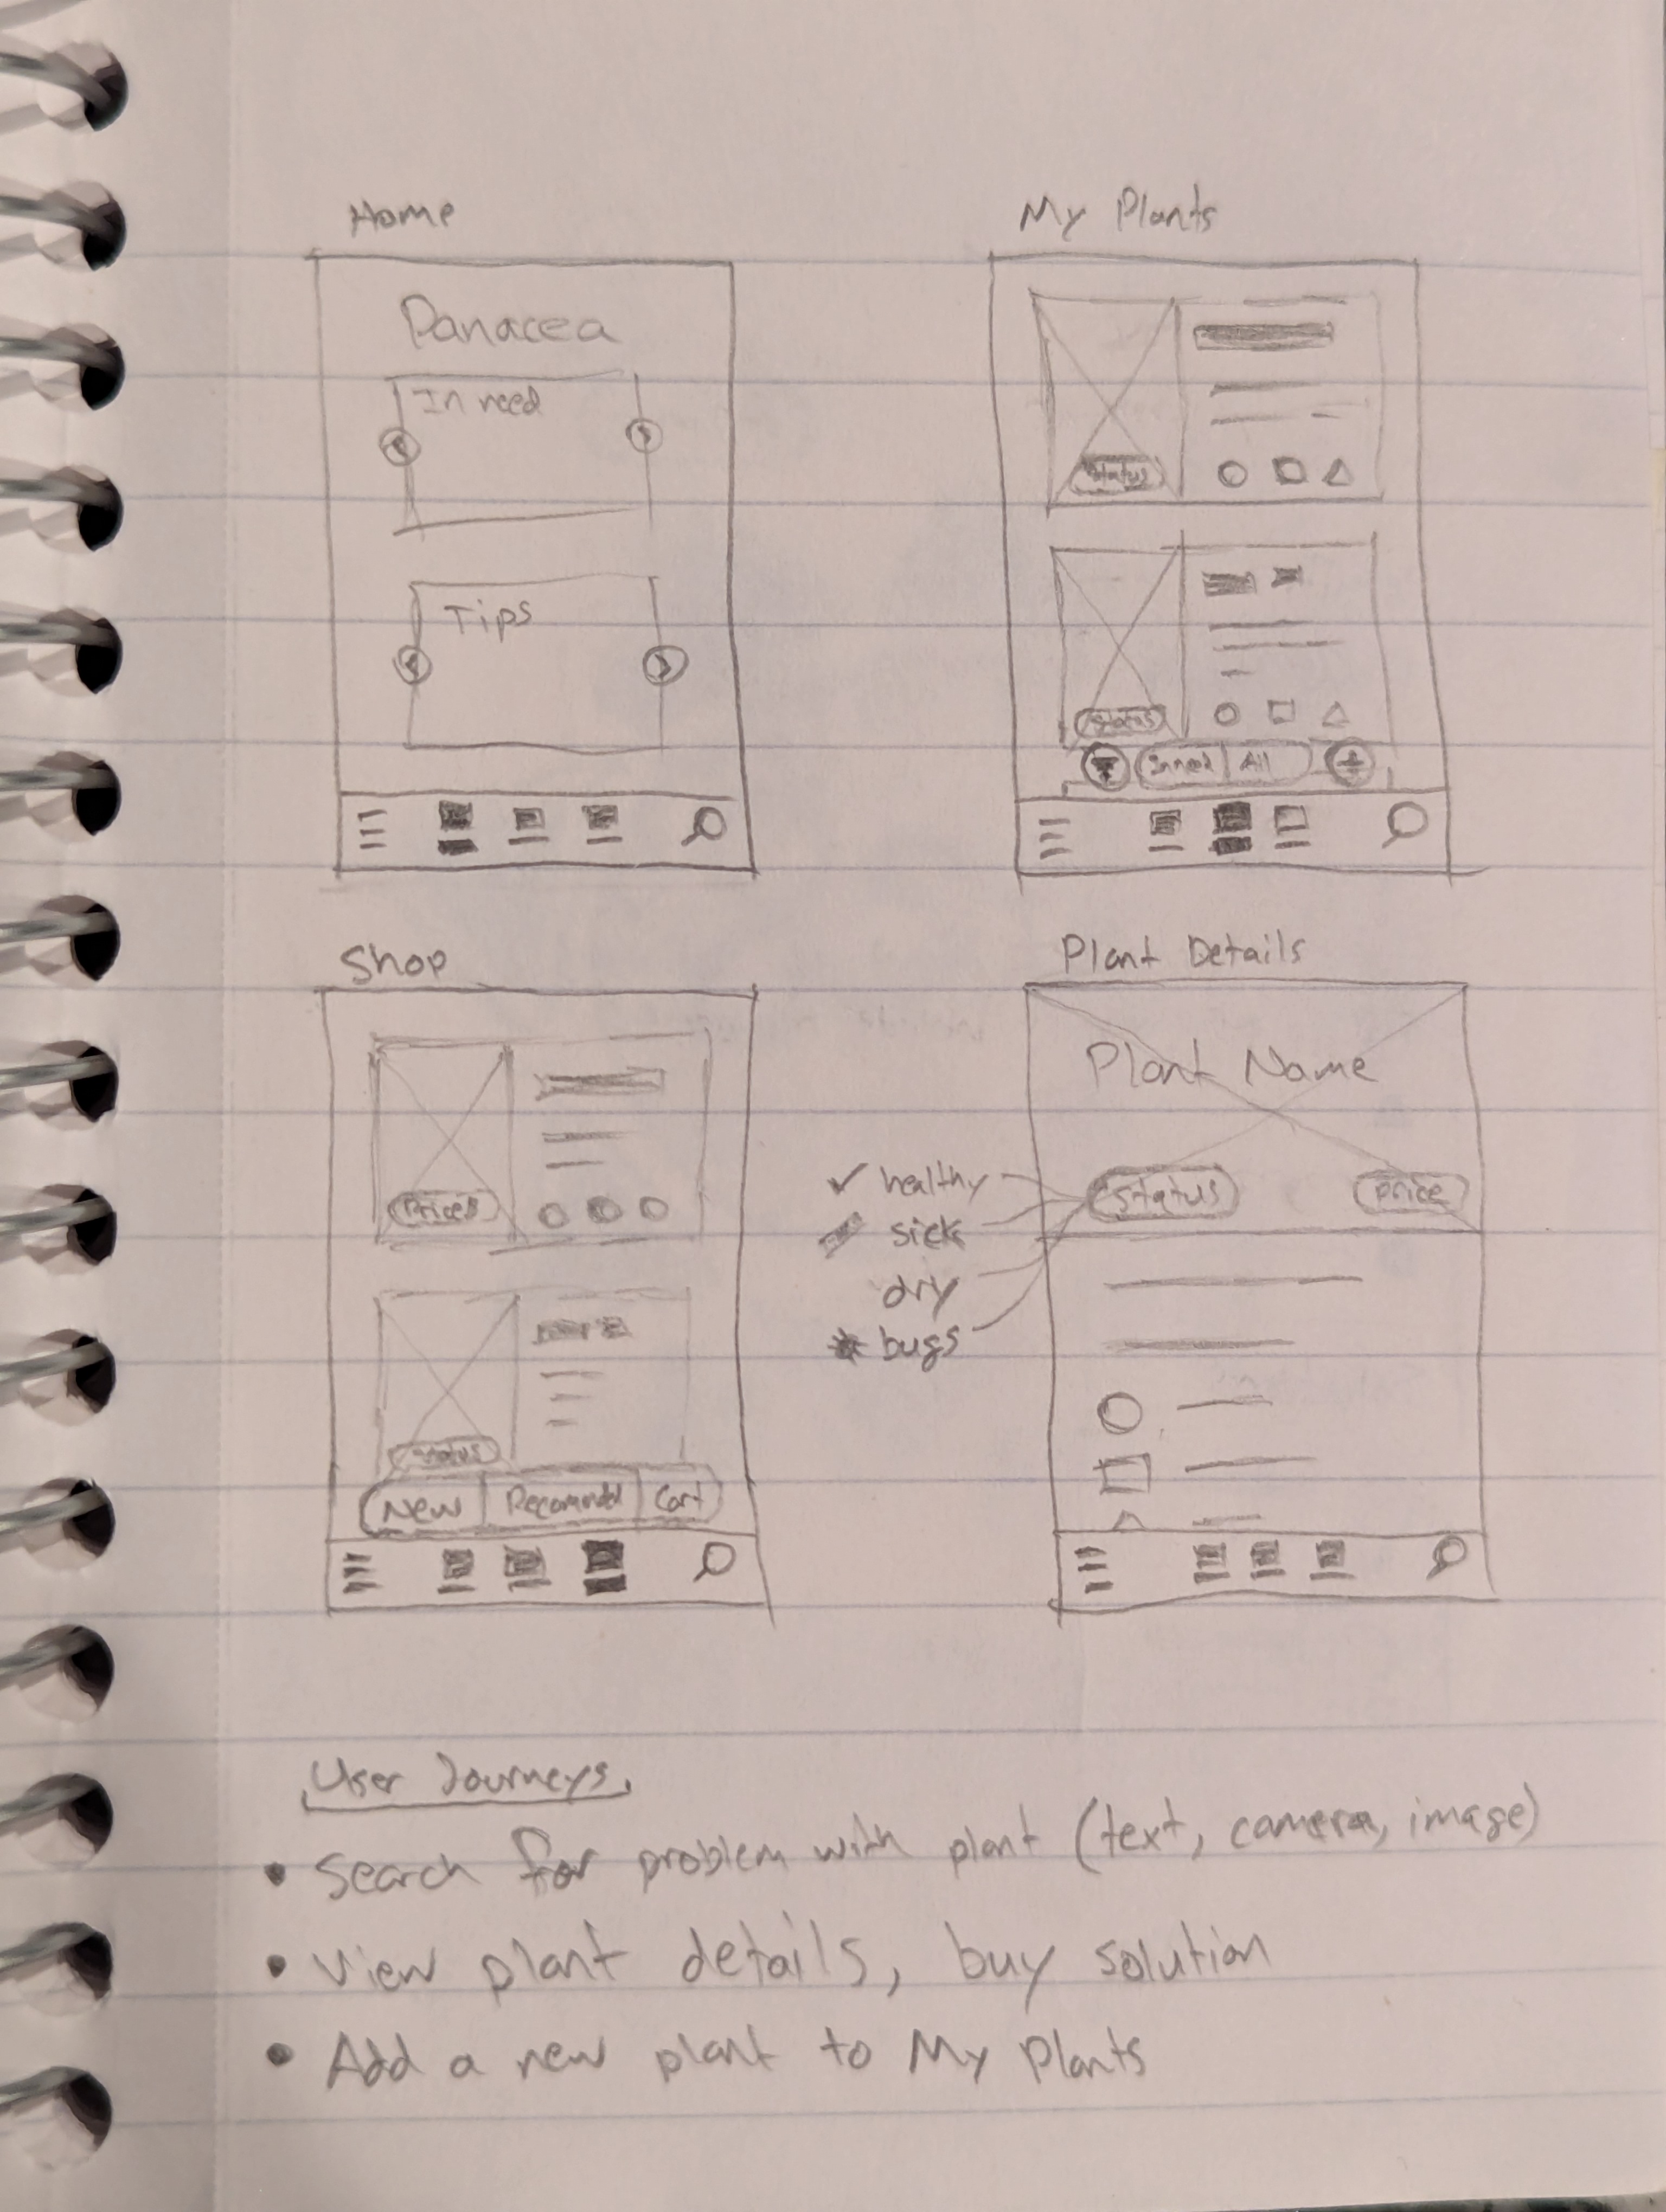 Home
Panacea
In need
Tips
My Plants
Status
Status
In need
All
Shop
Prices
Status
New
Cart
Plant Details
Plant Name
Status
Price
healthy
sick
dry
bugs
User Journeys
• Search for problem with plant (text, camera, image)
• View plant details, buy solution
• Add a new plant to My Plants